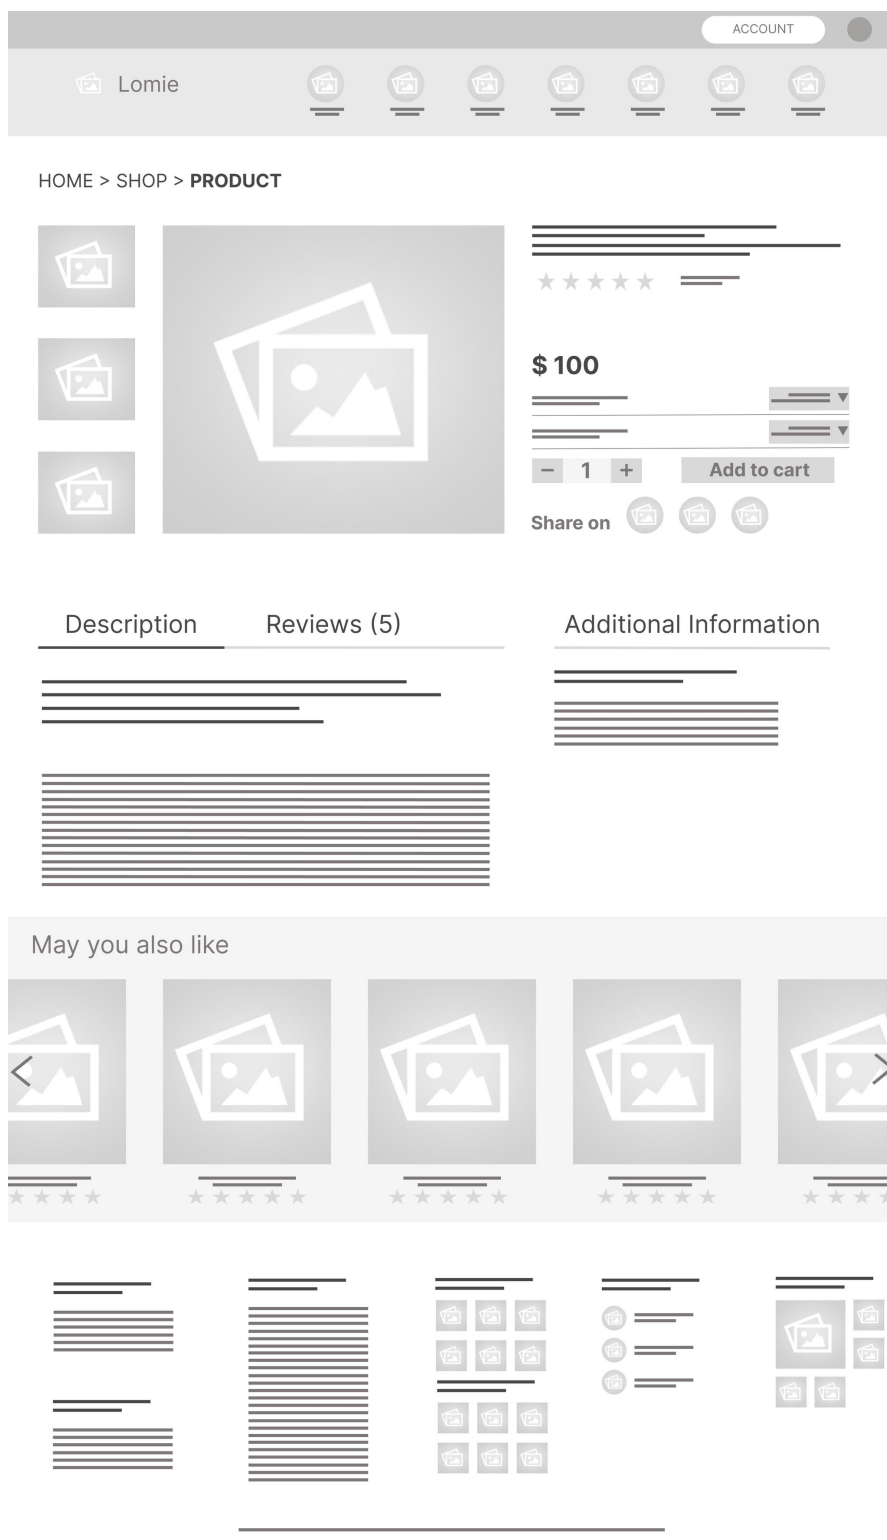 ACCOUNT
Lomie
HOME > SHOP > PRODUCT
$ 100
− 1 +
Add to cart
Share on
Description
Reviews (5)
Additional Information
May you also like